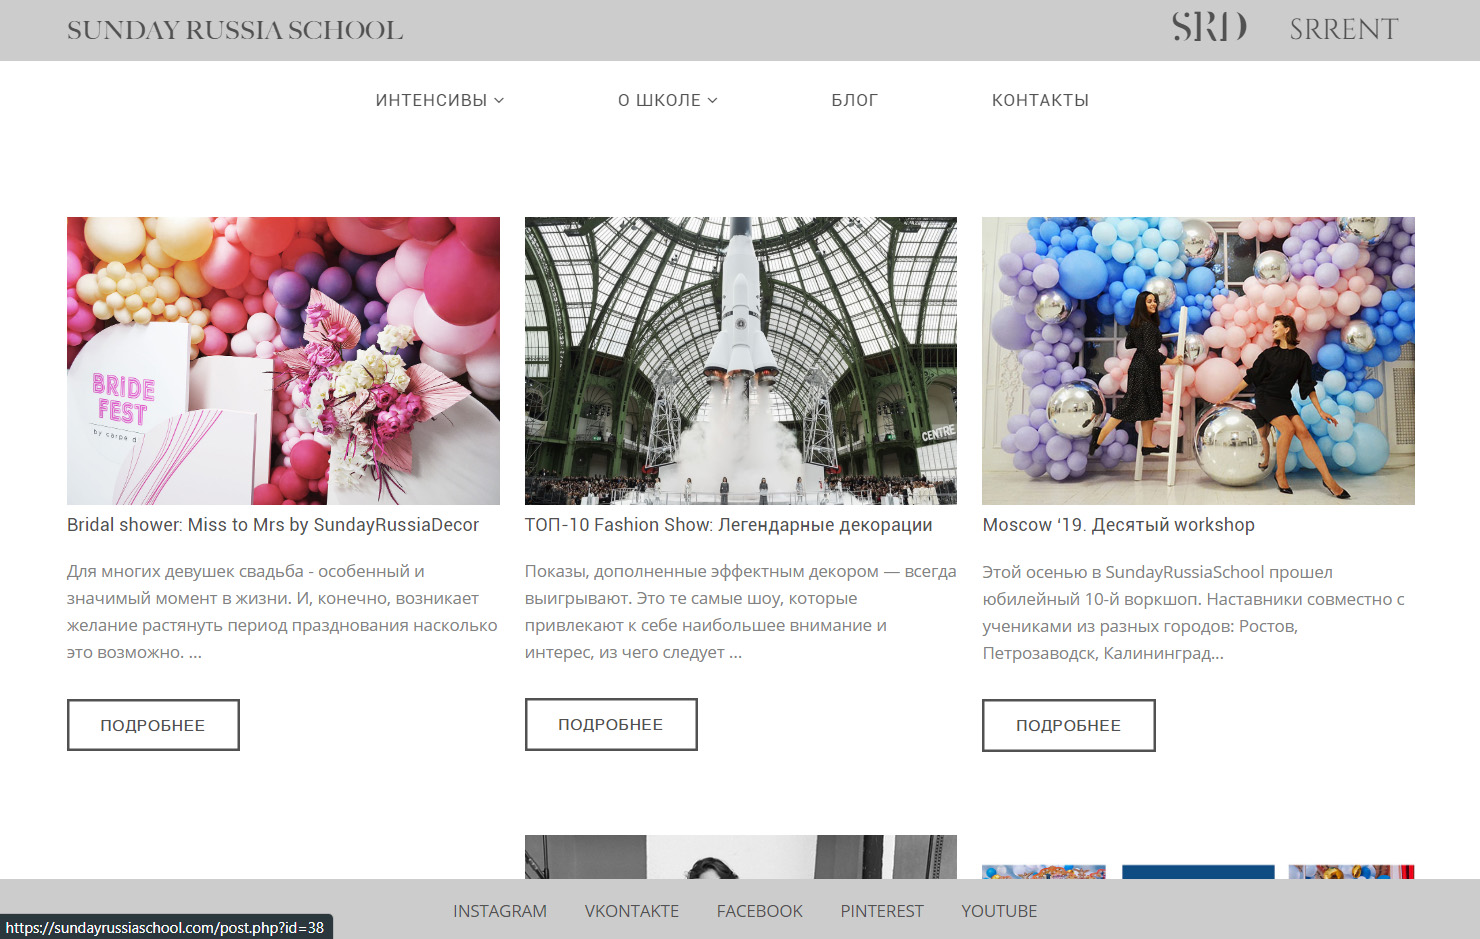 SUNDAY RUSSIA SCHOOL
SRD
SRRENT
ИНТЕНСИВЫ
О ШКОЛЕ
БЛОГ
КОНТАКТЫ
BRIDE
FEST
by carpe d
CENTRE
Bridal shower: Miss to Mrs by SundayRussiaDecor
Для многих девушек свадьба - особенный и
значимый момент в жизни. И, конечно, возникает
желание растянуть период празднования насколько
это возможно. ...
ПОДРОБНЕЕ
ТОП-10 Fashion Show: Легендарные декорации
Показы, дополненные эффектным декором — всегда
выигрывают. Это те самые шоу, которые
привлекают к себе наибольшее внимание и
интерес, из чего следует ...
ПОДРОБНЕЕ
Moscow ‘19. Десятый workshop
Этой осенью в SundayRussiaSchool прошел
юбилейный 10-й воркшоп. Наставники совместно с
учениками из разных городов: Ростов,
Петрозаводск, Калининград...
ПОДРОБНЕЕ
INSTAGRAM
VKONTAKTE
FACEBOOK
PINTEREST
YOUTUBE
https://sundayrussiaschool.com/post.php?id=38